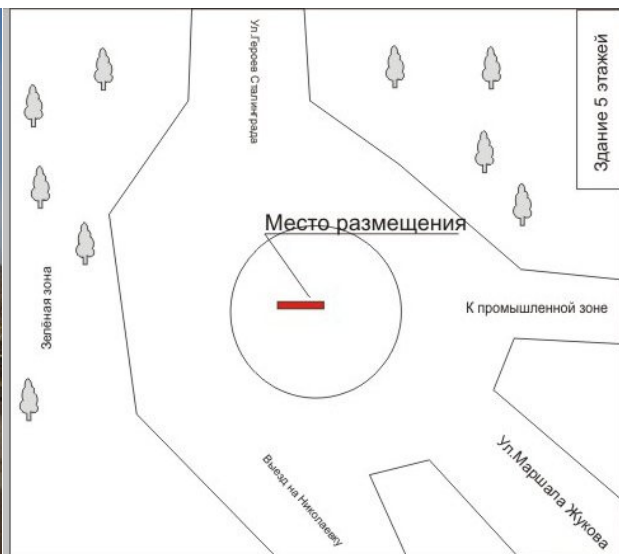 Ул.Героев Сталинграда
Здание 5 этажей
Место размещения
Зелёная зона
К промышленной зоне
Выезд на Николаевку
Ул.Маршала Жукова